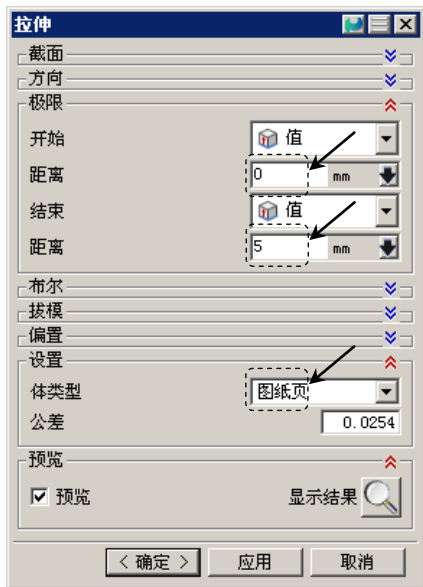 拉伸
截面
方向
极限
开始 值
距离 0 mm
结束 值
距离 5 mm
布尔
拔模
偏置
设置
体类型 图纸页
公差 0.0254
预览
预览 显示结果
< 确定 > 应用 取消